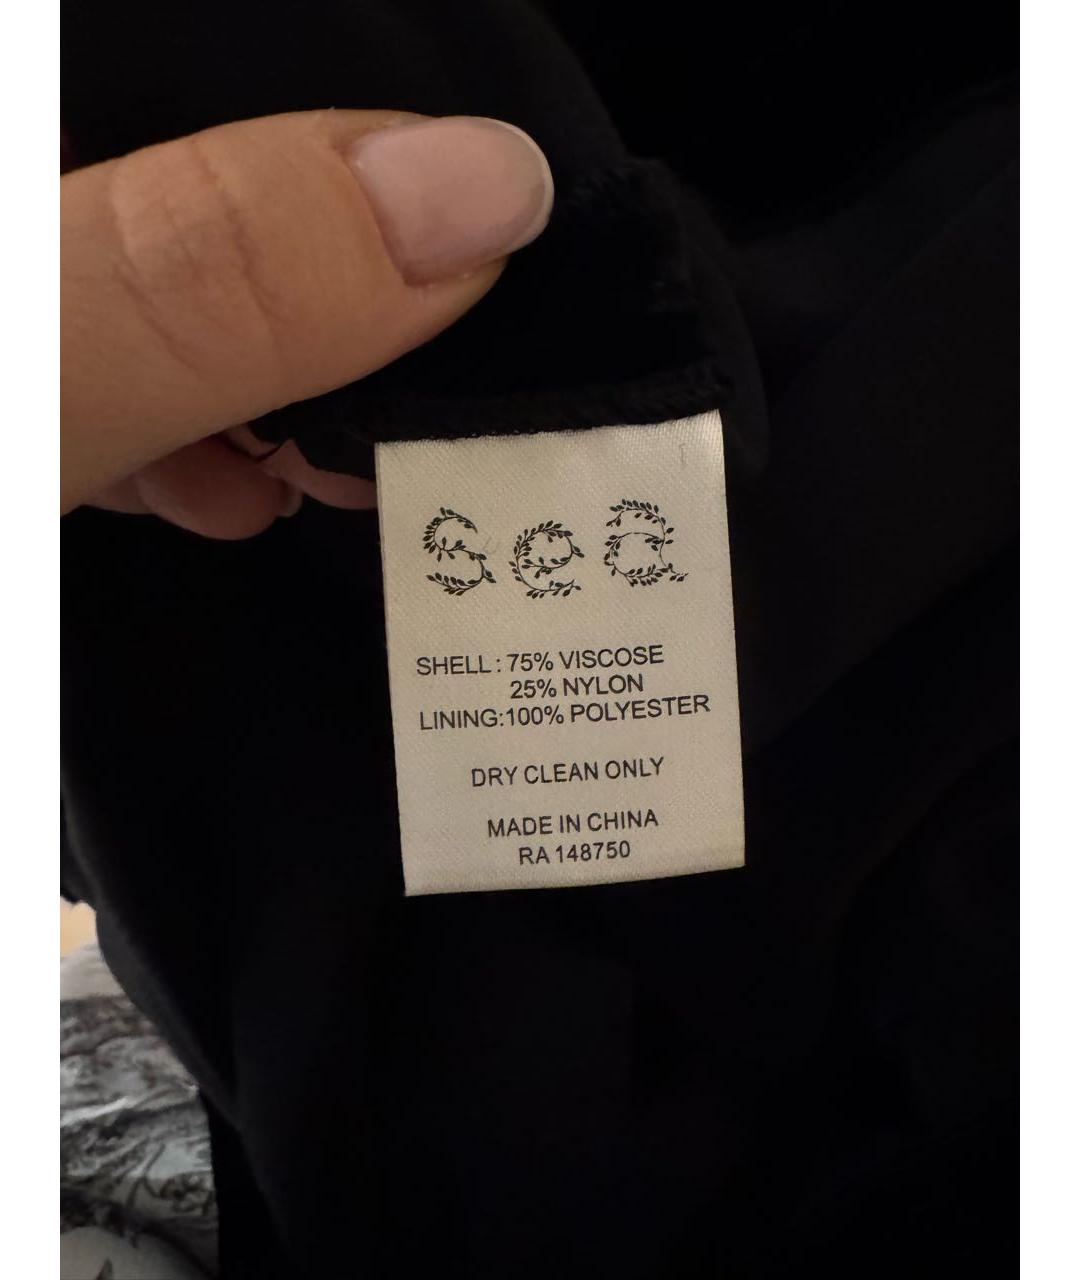 Sea
SHELL: 75% VISCOSE
25% NYLON
LINING:100% POLYESTER
DRY CLEAN ONLY
MADE IN CHINA
RA 148750